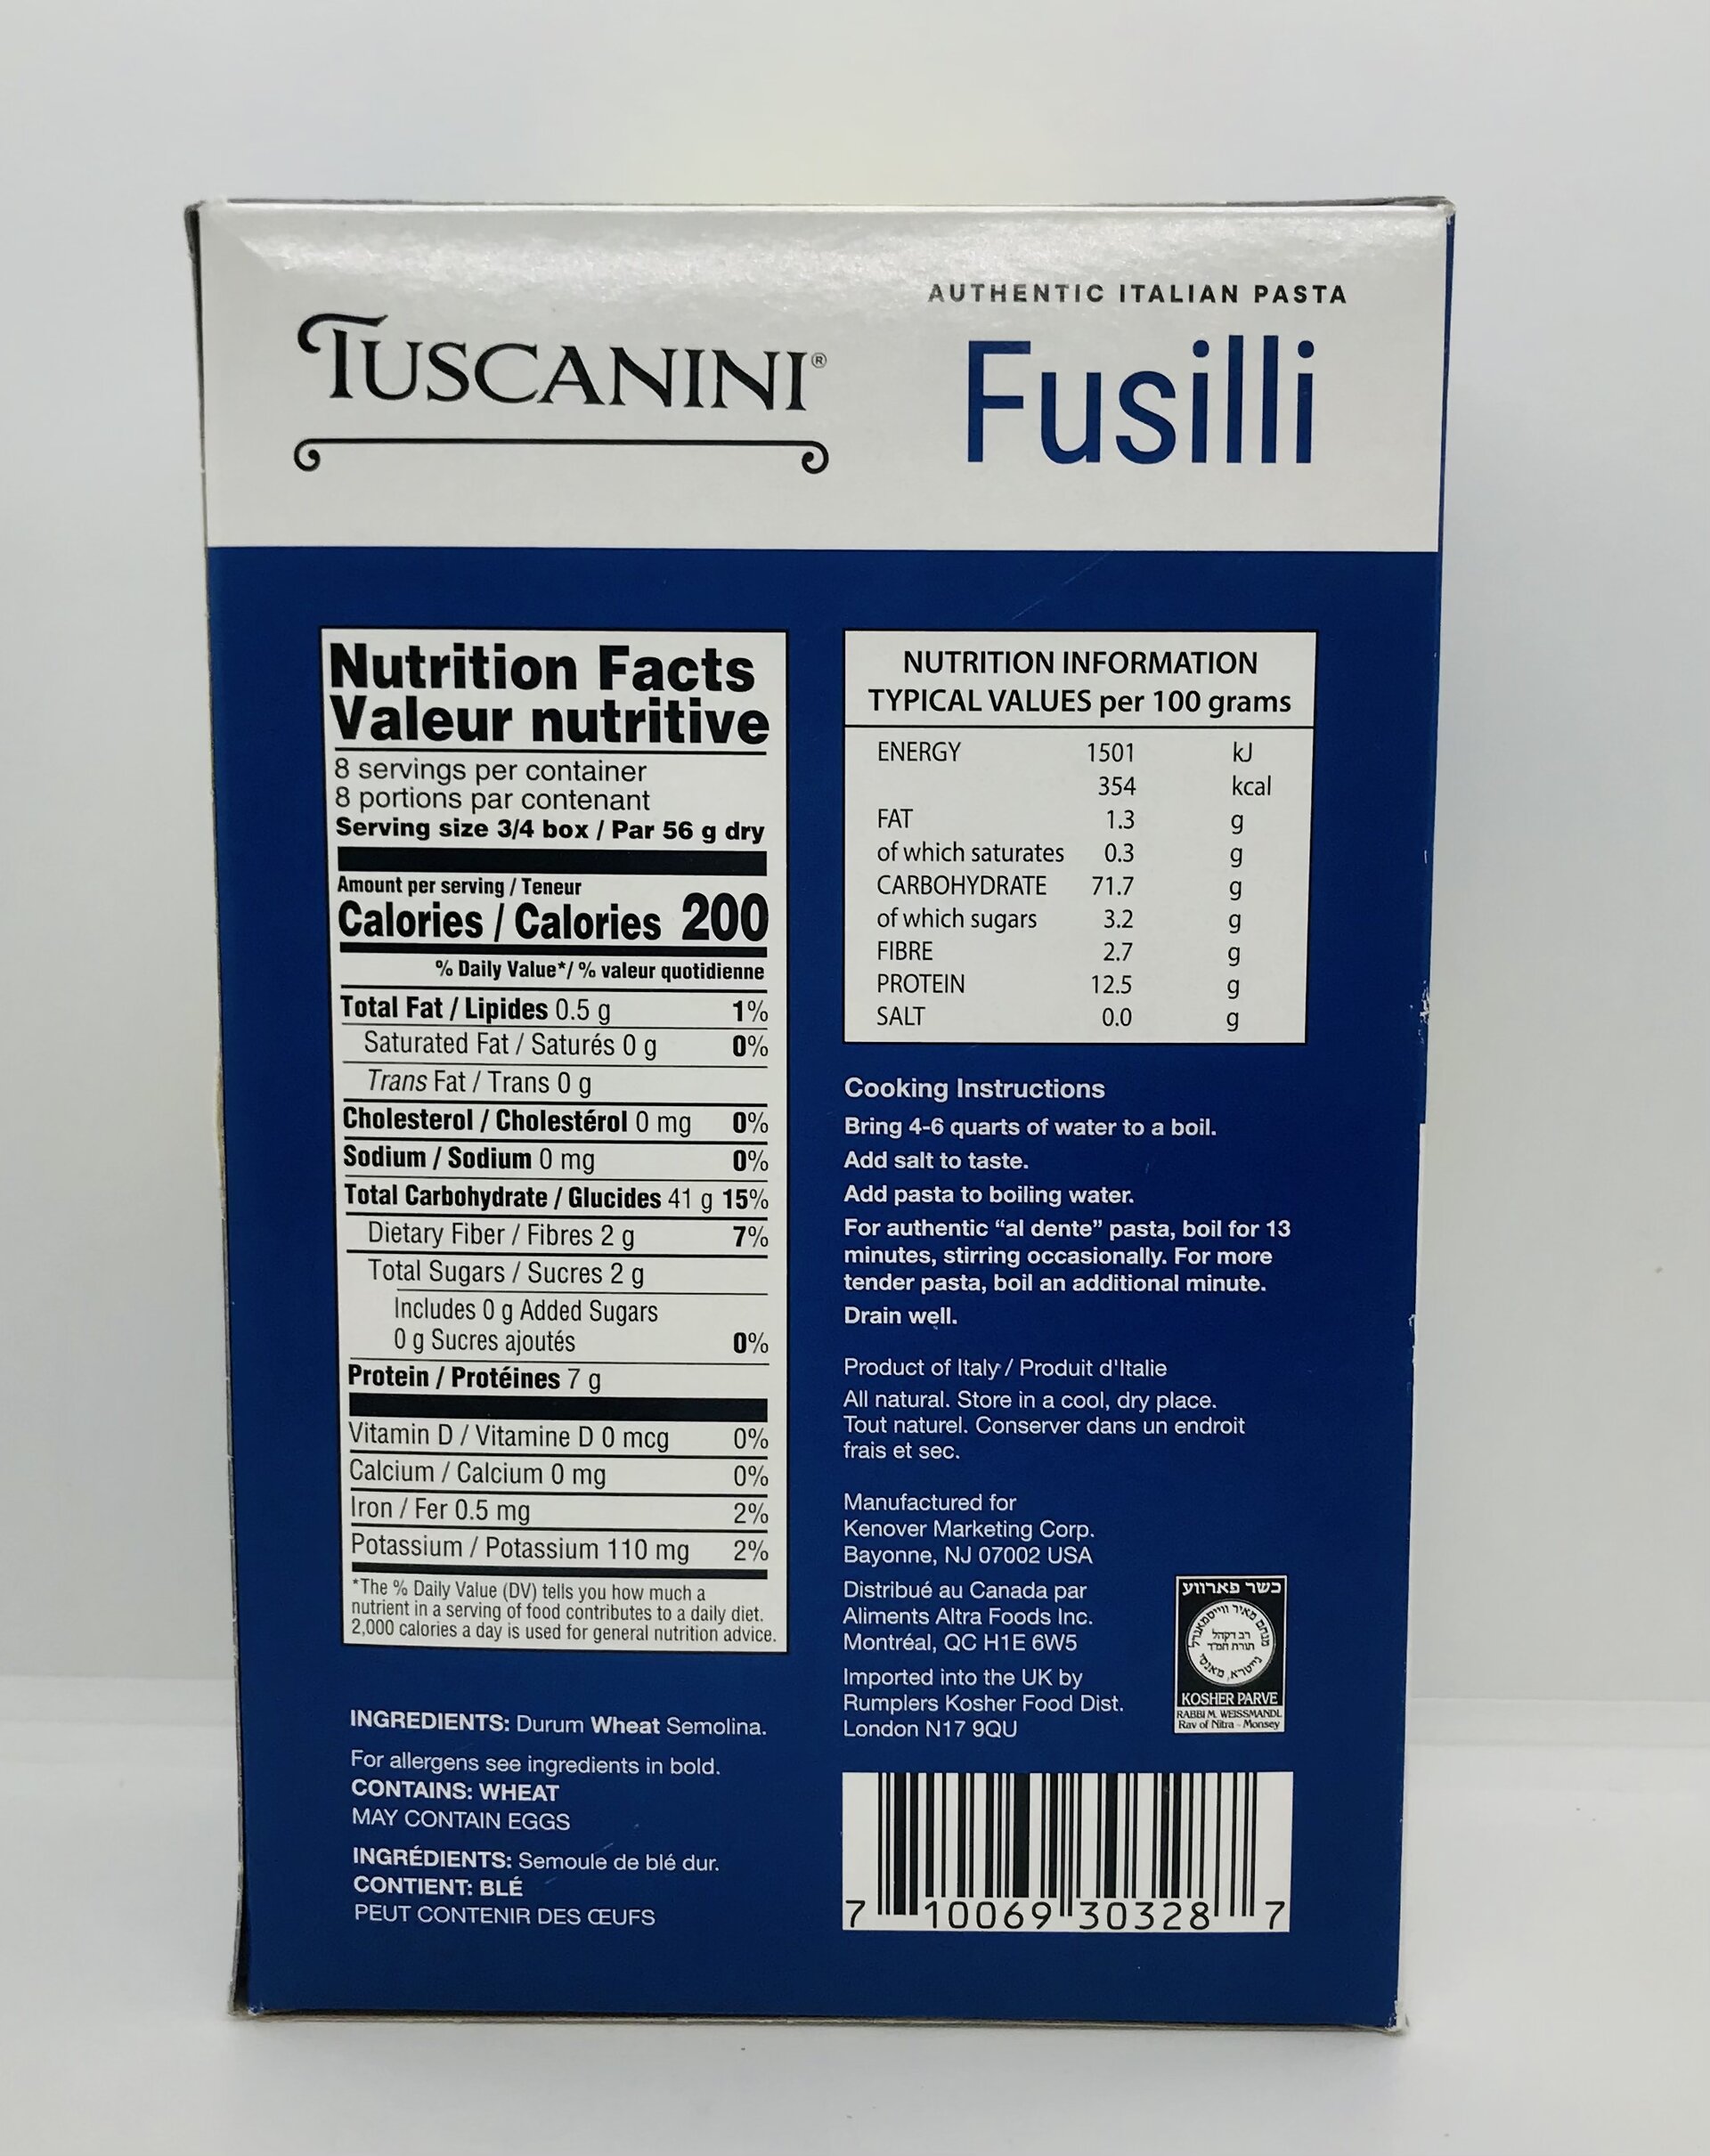 TUSCANINI®
AUTHENTIC ITALIAN PASTA
Fusilli
Nutrition Facts
Valeur nutritive
8 servings per container
8 portions par contenant
Serving size 3/4 box / Par 56 g dry
Amount per serving / Teneur
Calories / Calories 200
% Daily Value*/ % valeur quotidienne
Total Fat / Lipides 0.5 g 1%
Saturated Fat / Saturés 0 g 0%
Trans Fat / Trans 0 g
Cholesterol / Cholestérol 0 mg 0%
Sodium / Sodium 0 mg 0%
Total Carbohydrate / Glucides 41 g 15%
Dietary Fiber / Fibres 2 g 7%
Total Sugars / Sucres 2 g
Includes 0 g Added Sugars
0 g Sucres ajoutés 0%
Protein / Protéines 7 g
Vitamin D / Vitamine D 0 mcg 0%
Calcium / Calcium 0 mg 0%
Iron / Fer 0.5 mg 2%
Potassium / Potassium 110 mg 2%
*The % Daily Value (DV) tells you how much a
nutrient in a serving of food contributes to a daily diet.
2,000 calories a day is used for general nutrition advice.
INGREDIENTS: Durum Wheat Semolina.
For allergens see ingredients in bold.
CONTAINS: WHEAT
MAY CONTAIN EGGS
INGRÉDIENTS: Semoule de blé dur.
CONTIENT: BLÉ
PEUT CONTENIR DES ŒUFS
NUTRITION INFORMATION
TYPICAL VALUES per 100 grams
ENERGY 1501 kJ
354 kcal
FAT 1.3 g
of which saturates 0.3 g
CARBOHYDRATE 71.7 g
of which sugars 3.2 g
FIBRE 2.7 g
PROTEIN 12.5 g
SALT 0.0 g
Cooking Instructions
Bring 4-6 quarts of water to a boil.
Add salt to taste.
Add pasta to boiling water.
For authentic “al dente” pasta, boil for 13
minutes, stirring occasionally. For more
tender pasta, boil an additional minute.
Drain well.
Product of Italy / Produit d'Italie
All natural. Store in a cool, dry place.
Tout naturel. Conserver dans un endroit
frais et sec.
Manufactured for
Kenover Marketing Corp.
Bayonne, NJ 07002 USA
Distribué au Canada par
Aliments Altra Foods Inc.
Montréal, QC H1E 6W5
Imported into the UK by
Rumplers Kosher Food Dist.
London N17 9QU
כשר פארווע
מנחם מאיר ווייסמאנדל
רב דקהל
תורת חמ"ד
נייטרא, מאנסי
KOSHER PARVE
RABBI M. WEISSMANDL
Rav of Nitra - Monsey
7 10069 30328 7